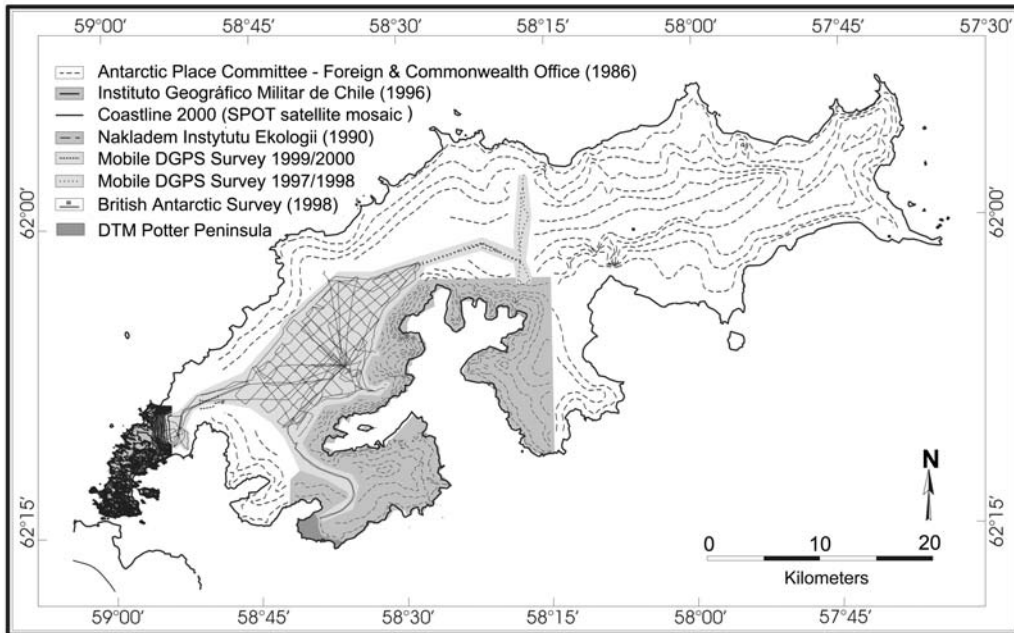 59°00′ 58°45′ 58°30′ 58°15′ 58°00′ 57°45′ 57°30′
Antarctic Place Committee - Foreign & Commonwealth Office (1986)
Instituto Geográfico Militar de Chile (1996)
Coastline 2000 (SPOT satellite mosaic )
Nakladem Instytutu Ekologii (1990)
Mobile DGPS Survey 1999/2000
Mobile DGPS Survey 1997/1998
British Antarctic Survey (1998)
DTM Potter Peninsula
62°00′ 62°00′
62°15′ 62°15′
N
0 10 20
Kilometers
59°00′ 58°45′ 58°30′ 58°15′ 58°00′ 57°45′